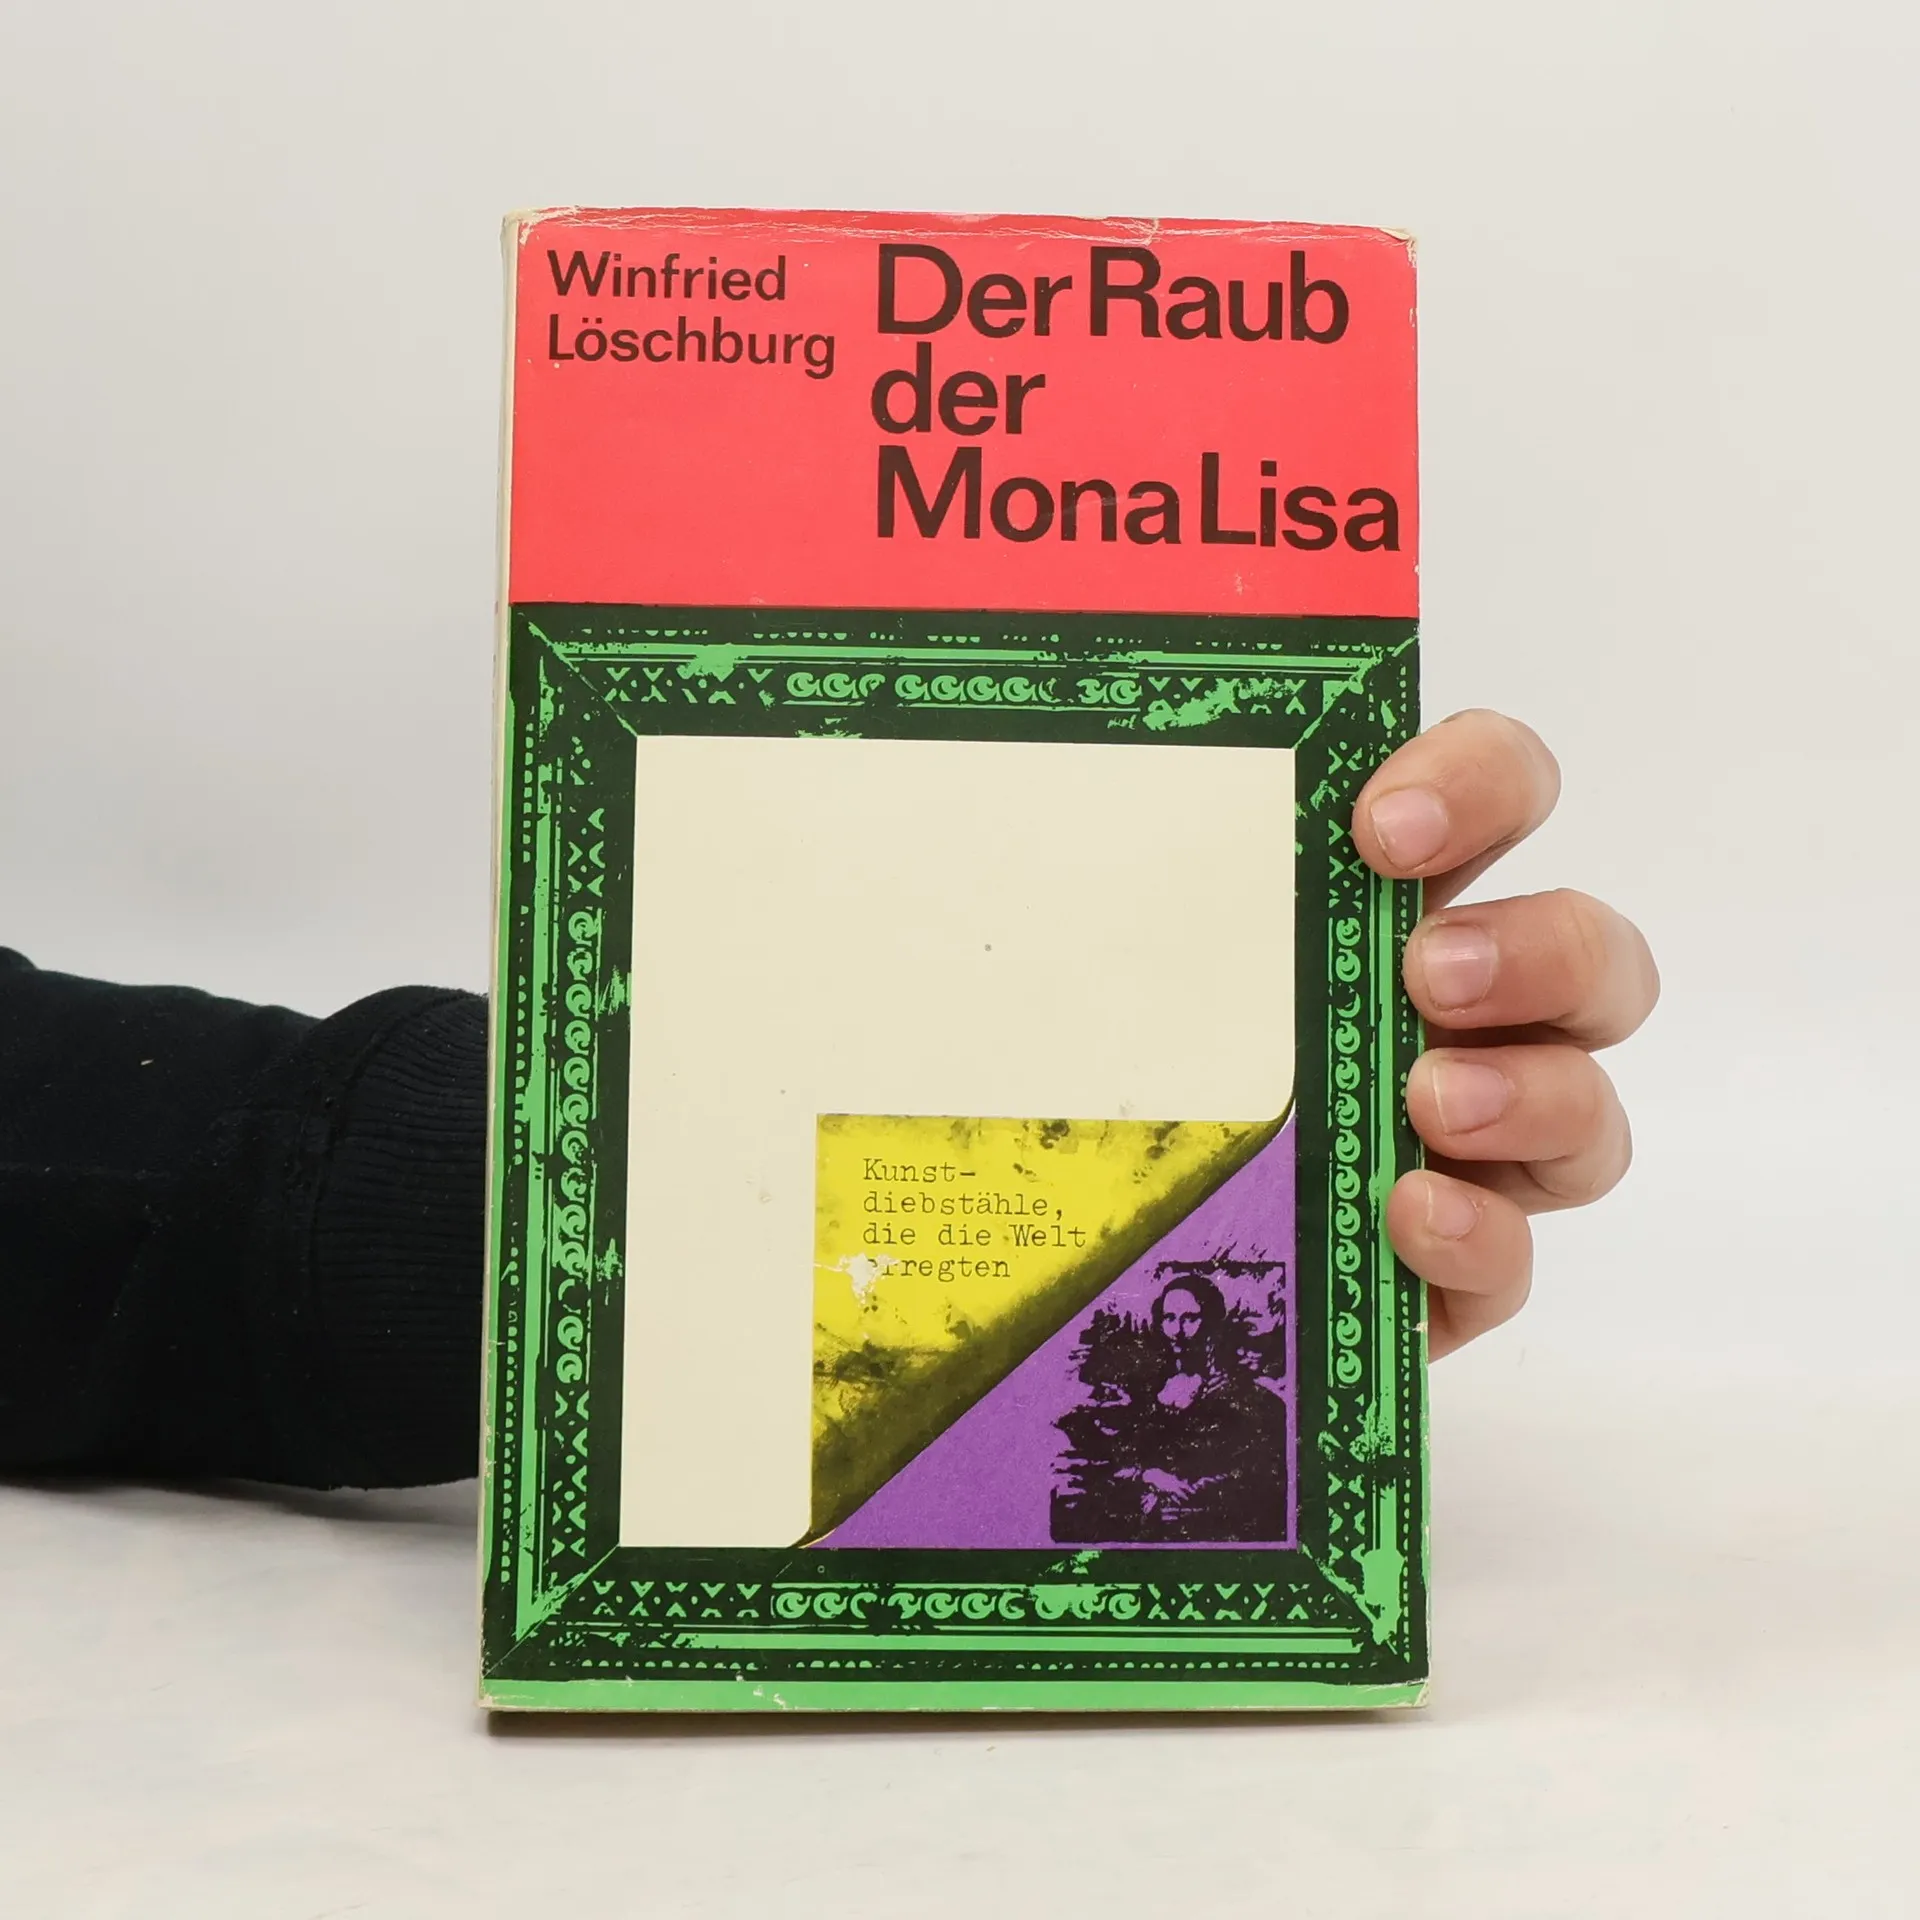 Winfried
Löschburg
Der Raub
der
Mona Lisa
Kunst-
diebstähle,
die die Welt
erregten